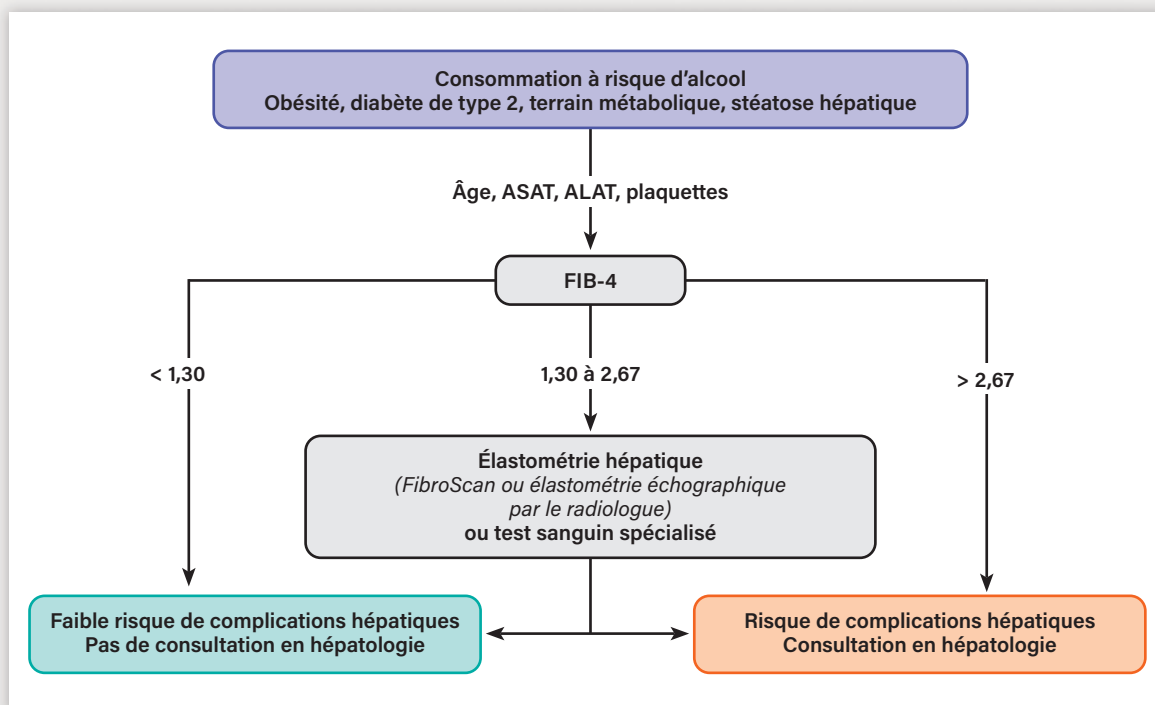 Consommation à risque d'alcool
Obésité, diabète de type 2, terrain métabolique, stéatose hépatique
Âge, ASAT, ALAT, plaquettes
FIB-4
< 1,30
1,30 à 2,67
> 2,67
Élastométrie hépatique
(FibroScan ou élastométrie échographique
par le radiologue)
ou test sanguin spécialisé
Faible risque de complications hépatiques
Pas de consultation en hépatologie
Risque de complications hépatiques
Consultation en hépatologie